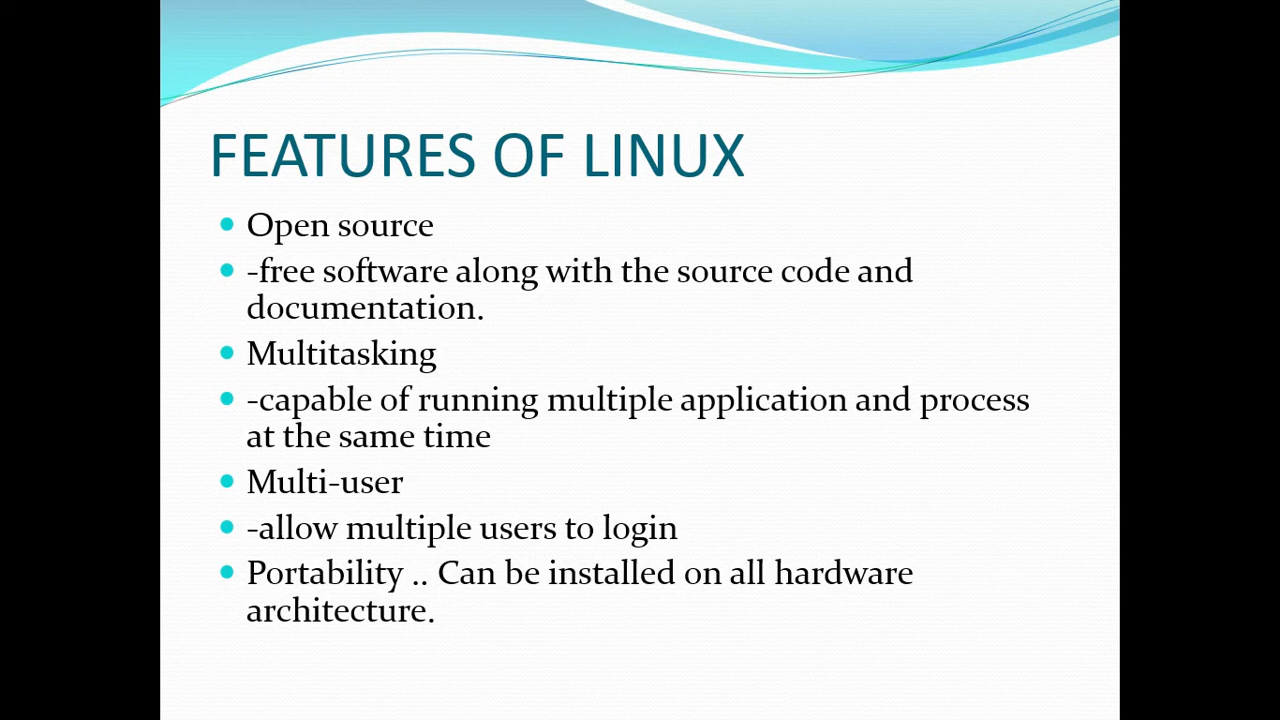 FEATURES OF LINUX
• Open source
• -free software along with the source code and
documentation.
• Multitasking
• -capable of running multiple application and process
at the same time
• Multi-user
• -allow multiple users to login
• Portability .. Can be installed on all hardware
architecture.